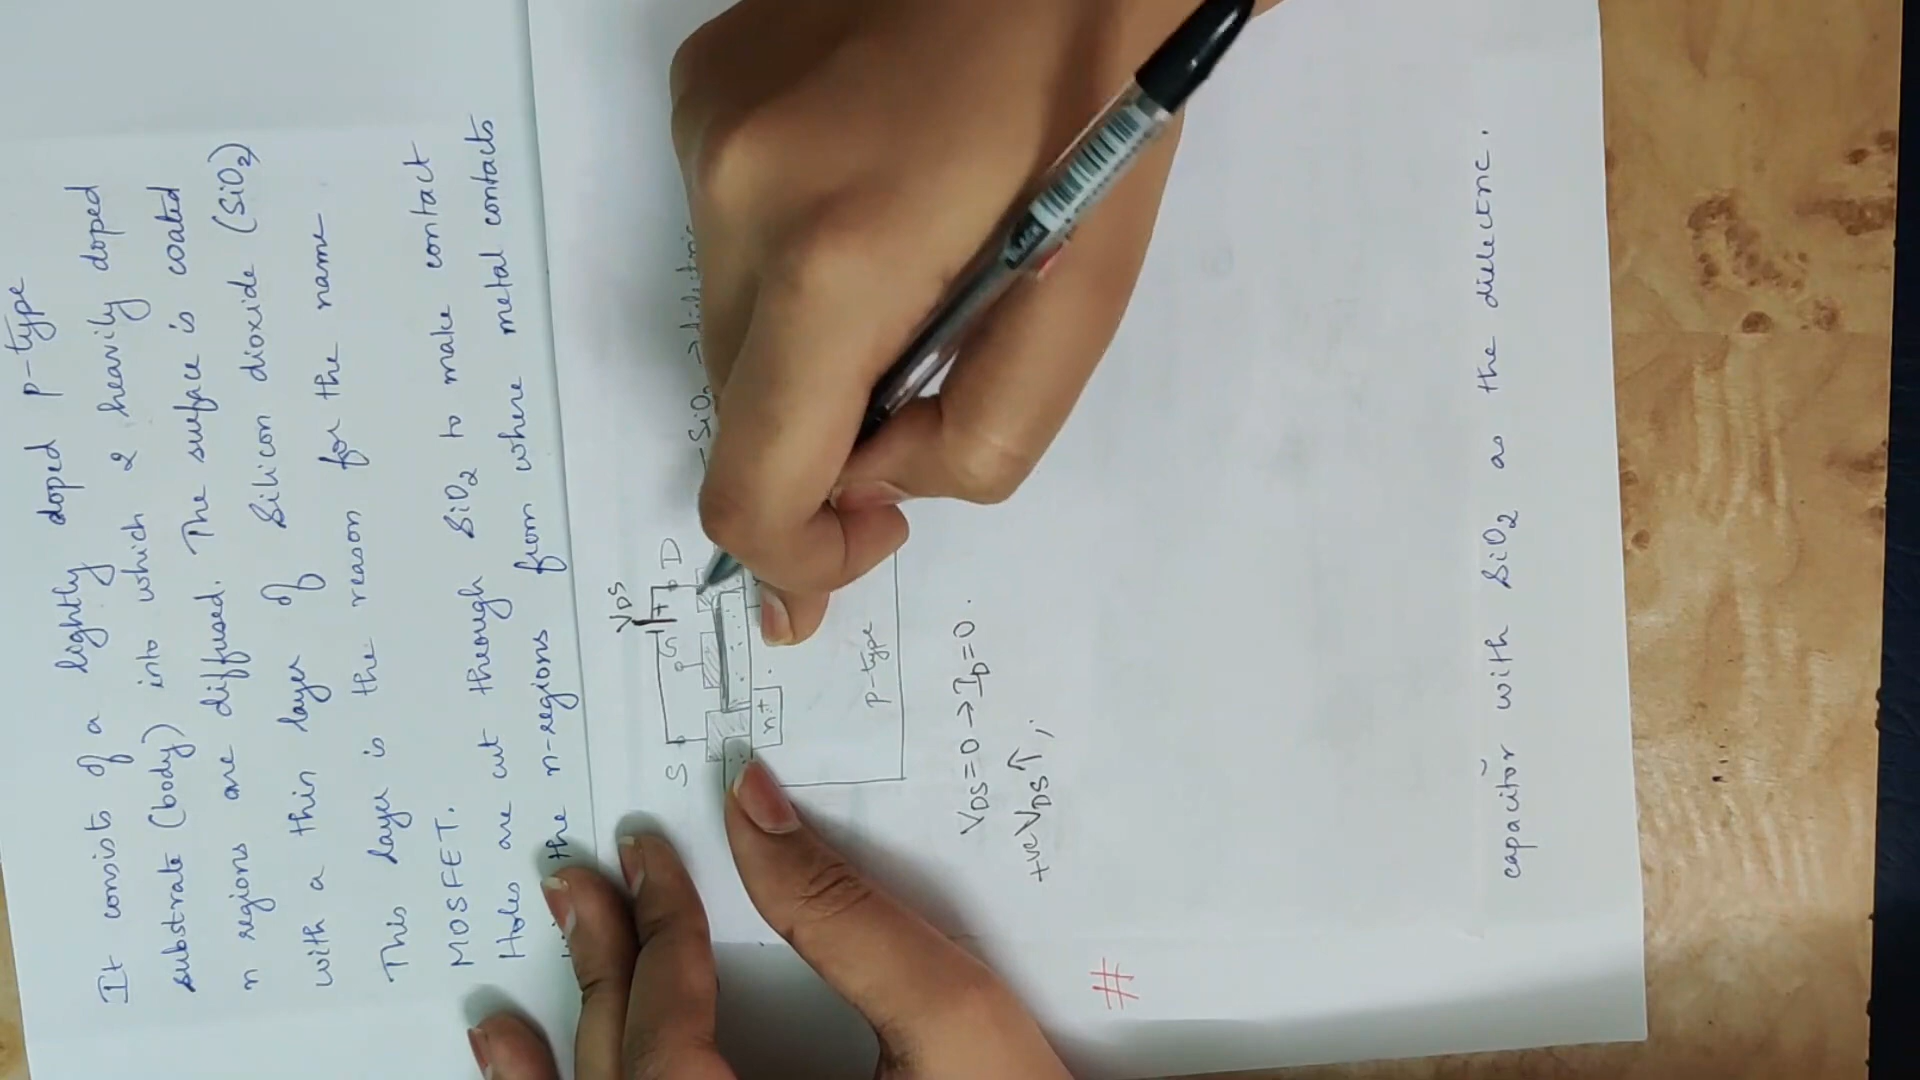 It consists of a lightly doped P-type
substrate (body) into which 2 heavily doped
n regions are diffused. The surface is coated
with a thin layer of Silicon dioxide (SiO₂)
This layer is the reason for the name
MOSFET.
Holes are cut through SiO₂ to make contact
the n-regions from where metal contacts
VDS
S G D
SiO₂ → dielectric
n+
P-type
VDS=0→ID=0.
+ve VDS↑,
#
capacitor with SiO₂ as the dielectric.